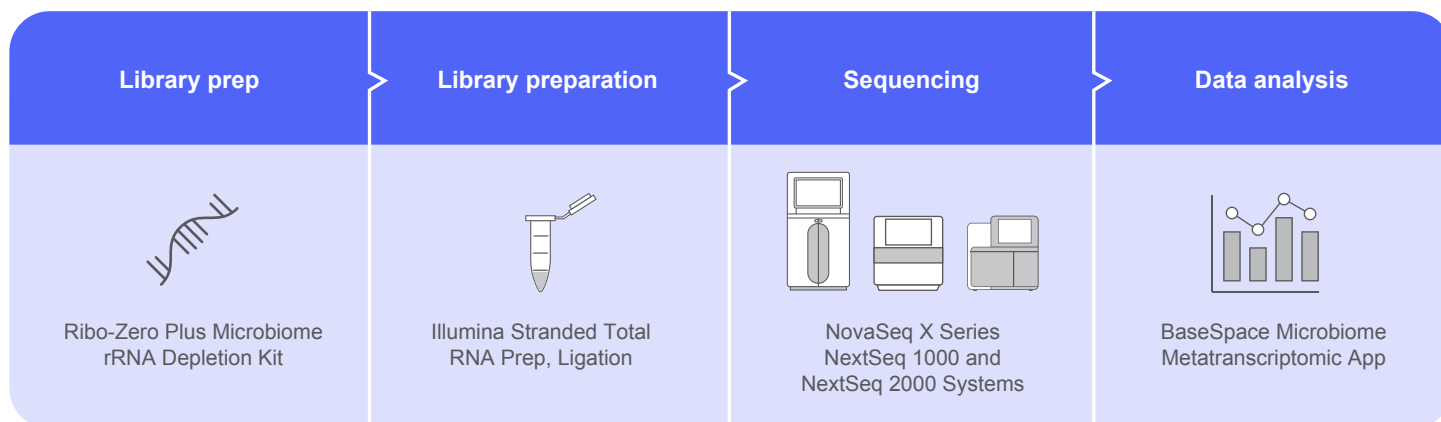 Library prep
Library preparation
Sequencing
Data analysis
Ribo-Zero Plus Microbiome
rRNA Depletion Kit
Illumina Stranded Total
RNA Prep, Ligation
NovaSeq X Series
NextSeq 1000 and
NextSeq 2000 Systems
BaseSpace Microbiome
Metatranscriptomic App